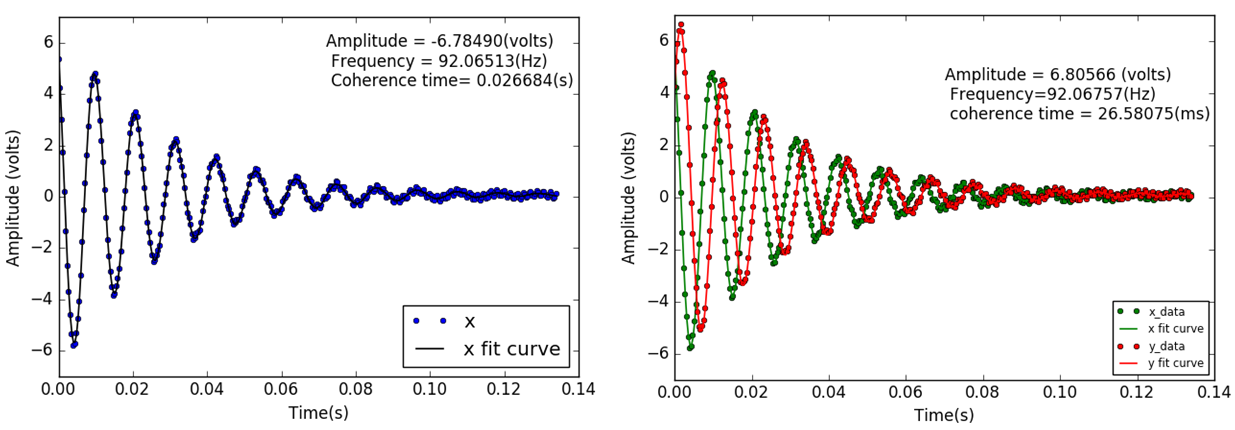 Amplitude = -6.78490(volts)
Frequency = 92.06513(Hz)
Coherence time= 0.026684(s)
6
4
2
0
−2
−4
−6
Amplitude (volts)
x
x fit curve
0.00 0.02 0.04 0.06 0.08 0.10 0.12 0.14
Time(s)
Amplitude = 6.80566 (volts)
Frequency=92.06757(Hz)
coherence time = 26.58075(ms)
6
4
2
0
−2
−4
−6
Amplitude (volts)
x_data
x fit curve
y_data
y fit curve
0.00 0.02 0.04 0.06 0.08 0.10 0.12 0.14
Time(s)